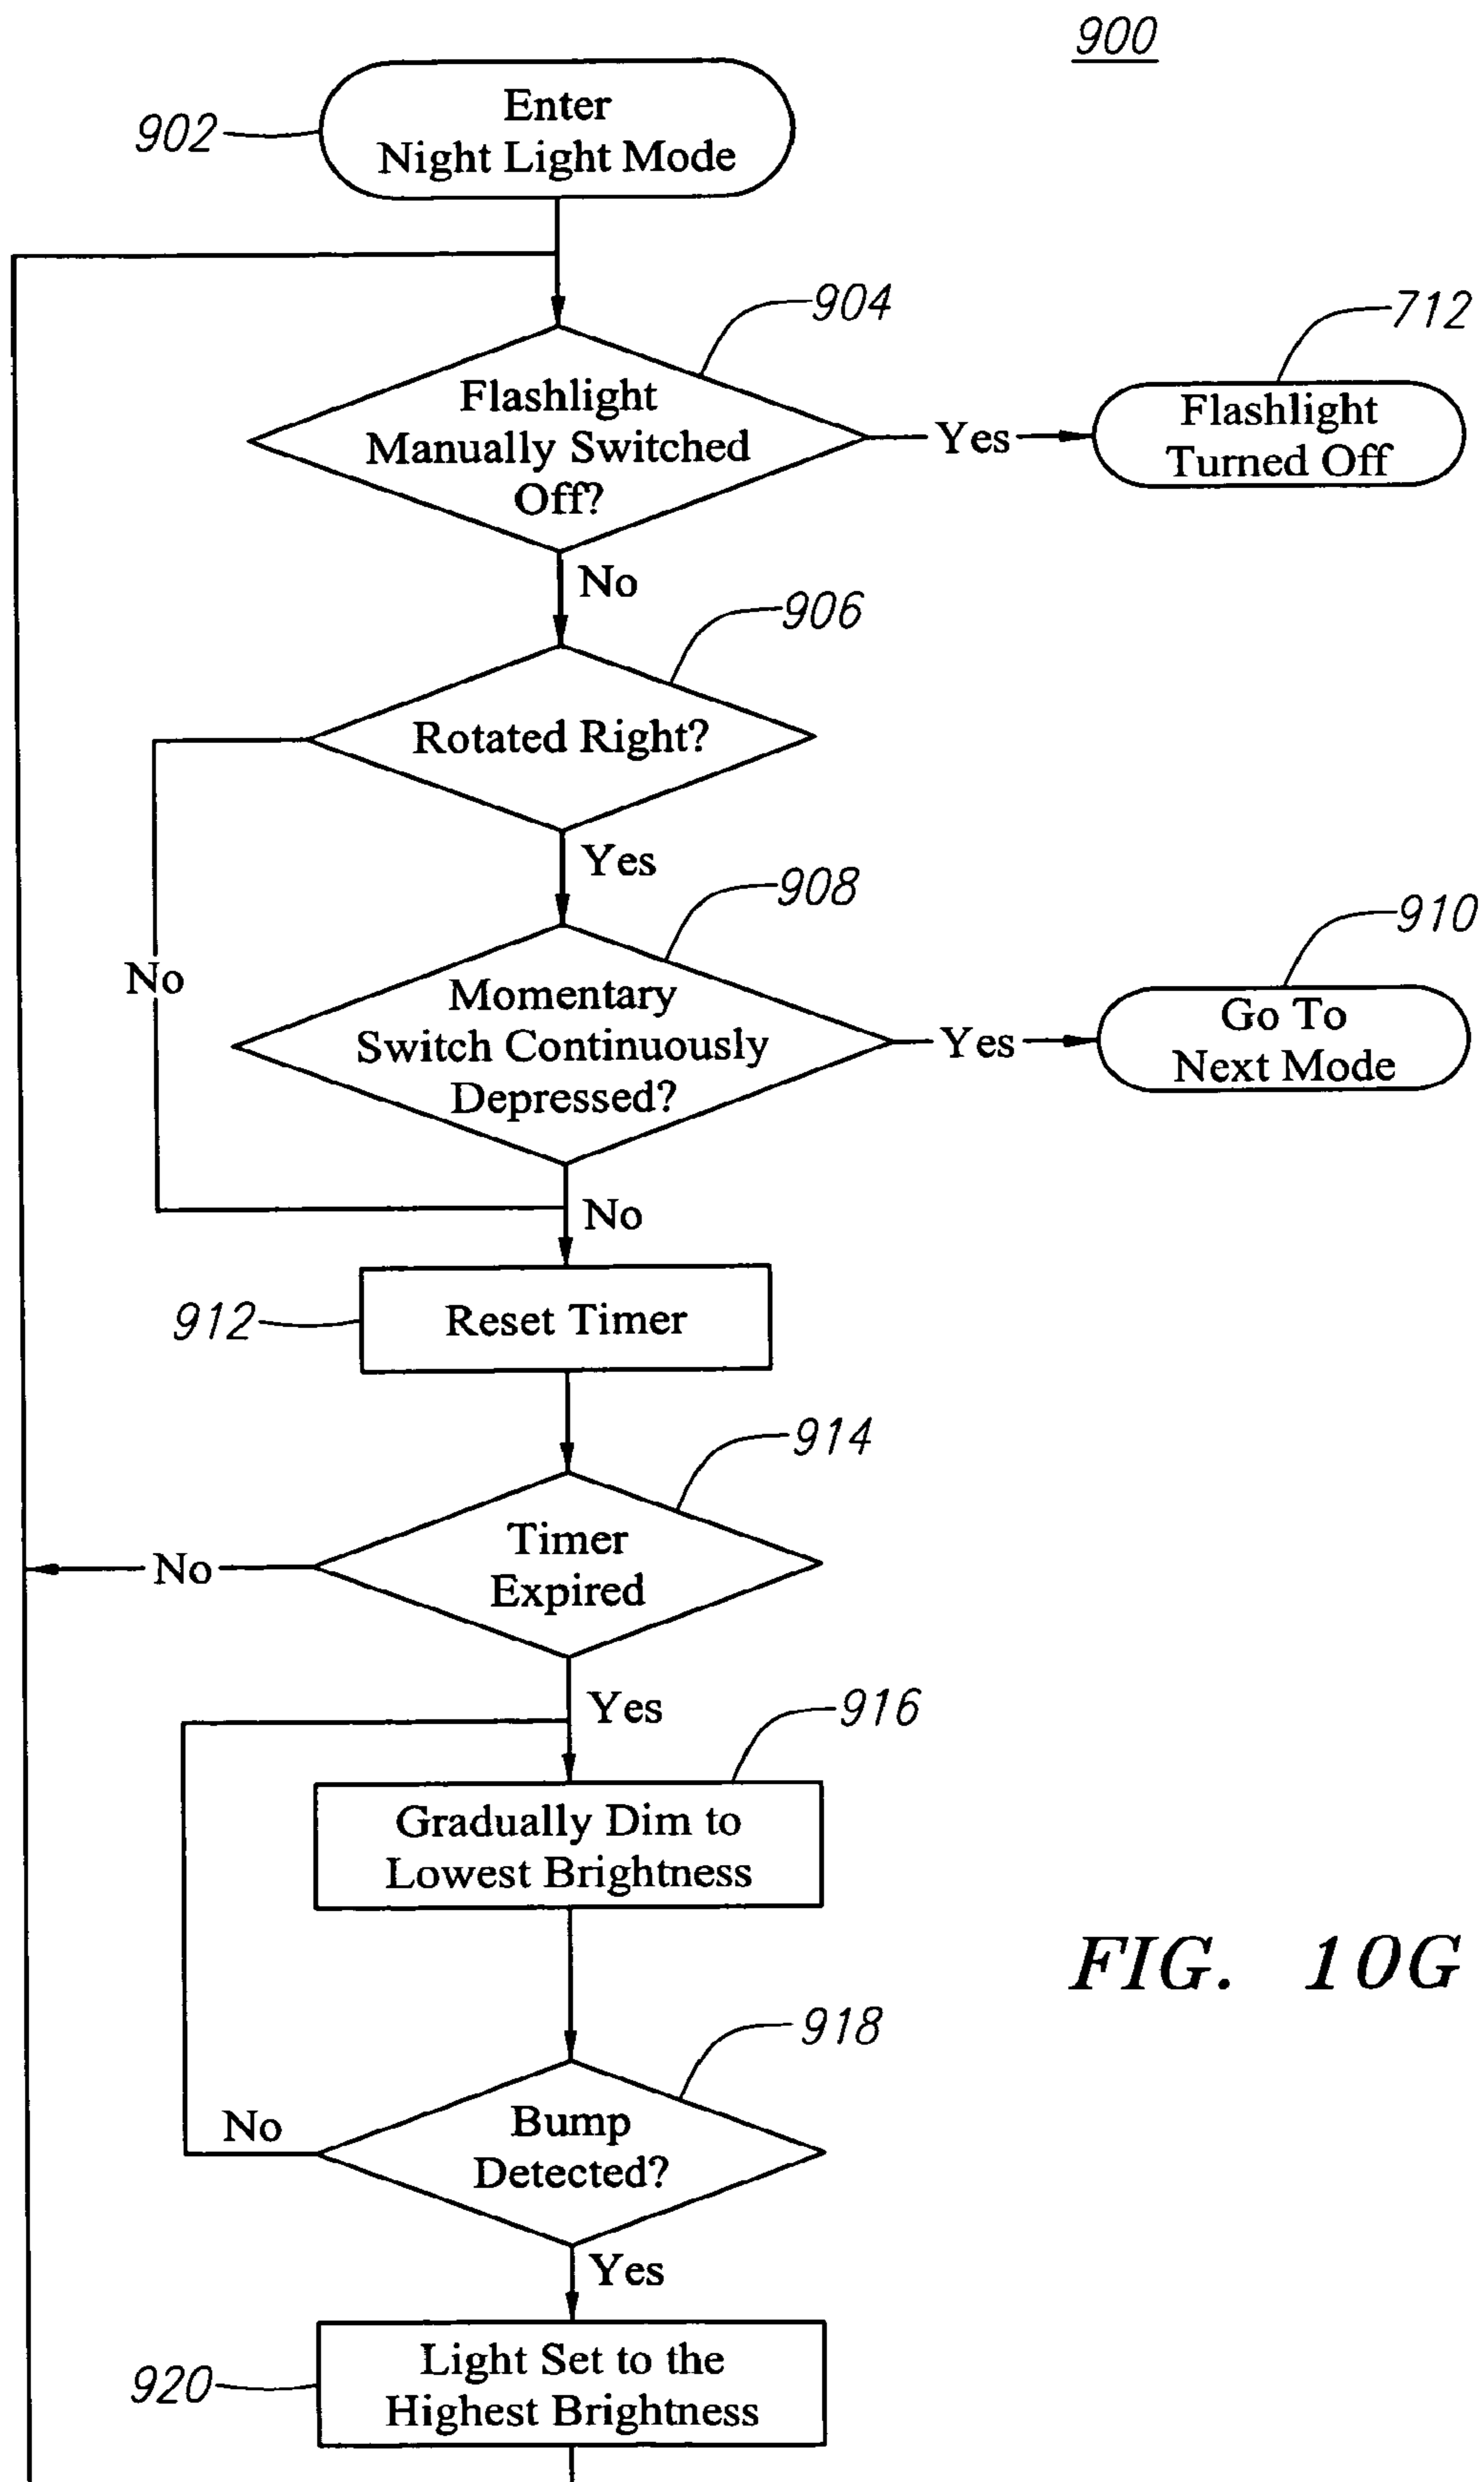 900
902
Enter
Night Light Mode
904
Flashlight
Manually Switched
Off?
Yes
712
Flashlight
Turned Off
No
906
Rotated Right?
Yes
No
908
Momentary
Switch Continuously
Depressed?
Yes
910
Go To
Next Mode
No
912
Reset Timer
914
Timer
Expired
No
Yes
916
Gradually Dim to
Lowest Brightness
FIG. 10G
918
Bump
Detected?
No
Yes
920
Light Set to the
Highest Brightness